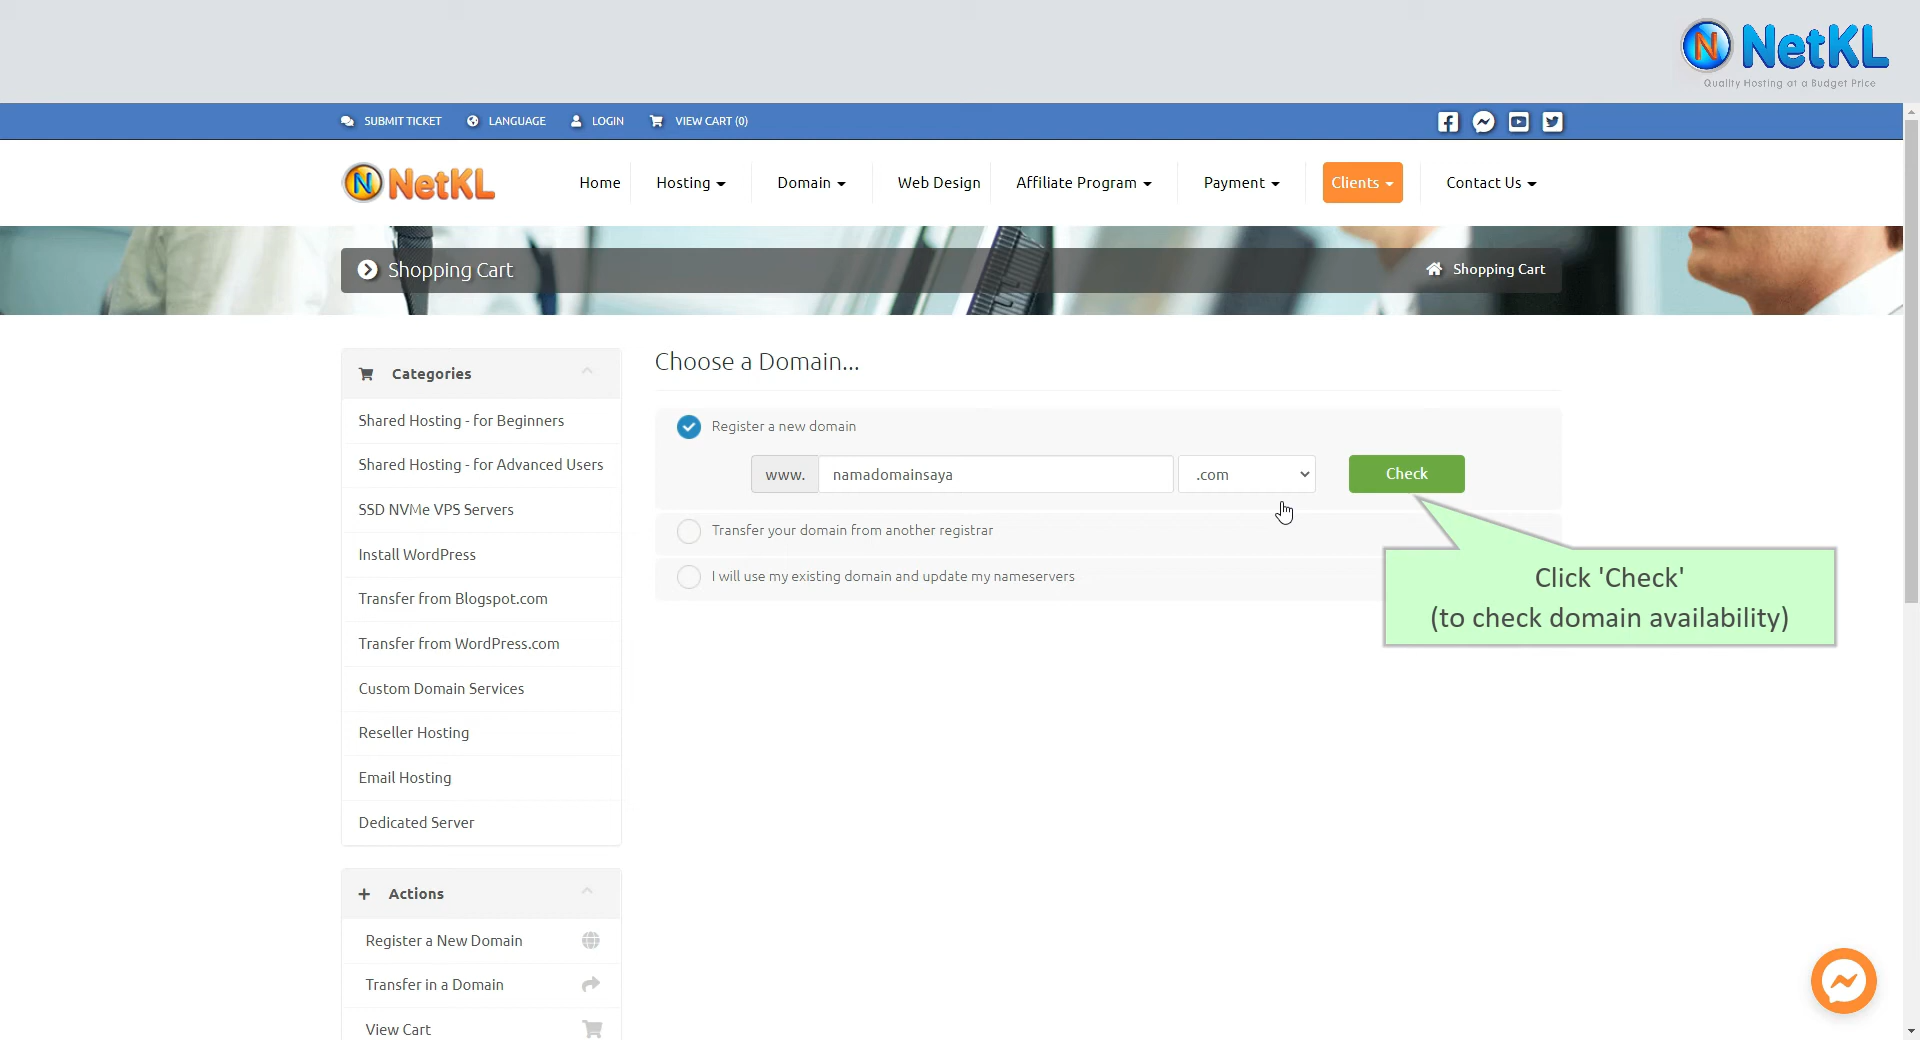 NetKL
Quality Hosting at a Budget Price
SUBMIT TICKET LANGUAGE LOGIN VIEW CART (0)
NetKL
Home Hosting Domain Web Design Affiliate Program Payment Clients Contact Us
Shopping Cart
Shopping Cart
Categories
Shared Hosting - for Beginners
Shared Hosting - for Advanced Users
SSD NVMe VPS Servers
Install WordPress
Transfer from Blogspot.com
Transfer from WordPress.com
Custom Domain Services
Reseller Hosting
Email Hosting
Dedicated Server
Actions
Register a New Domain
Transfer in a Domain
View Cart
Choose a Domain...
Register a new domain
www. namadomainsaya .com Check
Transfer your domain from another registrar
I will use my existing domain and update my nameservers
Click 'Check'
(to check domain availability)